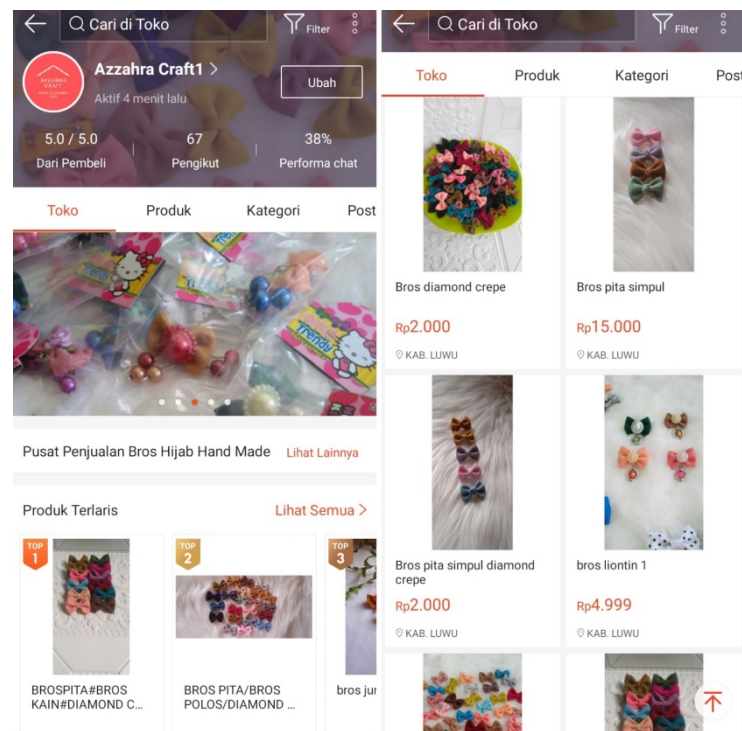 Cari di Toko
Filter
AZZAHRA
CRAFT
Azzahra Craft1 >
Aktif 4 menit lalu
Ubah
5.0 / 5.0
Dari Pembeli
67
Pengikut
38%
Performa chat
Toko
Produk
Kategori
Post
Trendy
Pusat Penjualan Bros Hijab Hand Made
Lihat Lainnya
Produk Terlaris
Lihat Semua >
TOP
1
BROSPITA#BROS
KAIN#DIAMOND C...
TOP
2
BROS PITA/BROS
POLOS/DIAMOND ...
TOP
3
bros jur
Cari di Toko
Filter
Toko
Produk
Kategori
Post
Bros diamond crepe
Rp2.000
KAB. LUWU
Bros pita simpul
Rp15.000
KAB. LUWU
Bros pita simpul diamond
crepe
Rp2.000
KAB. LUWU
bros liontin 1
Rp4.999
KAB. LUWU